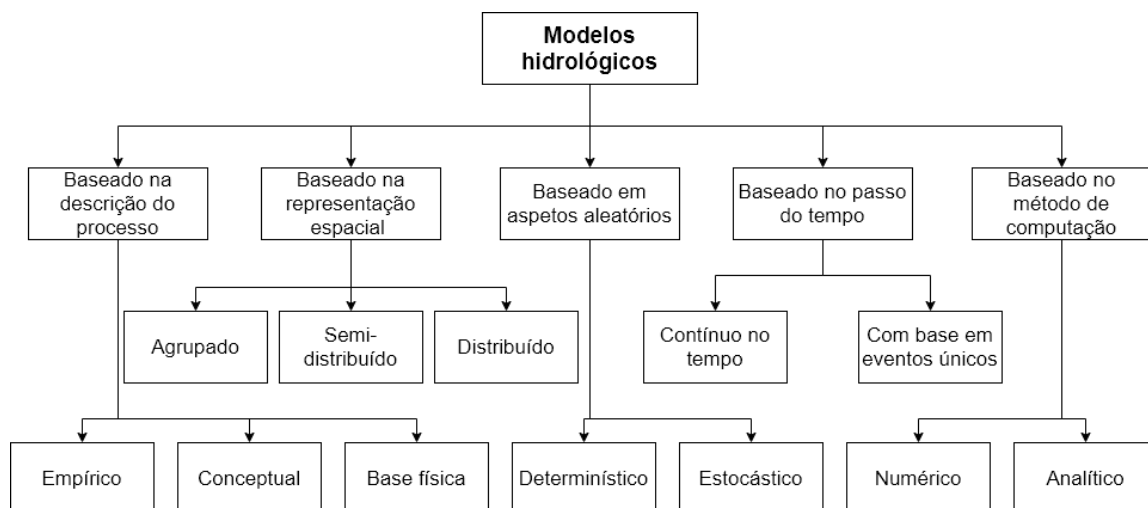 Modelos
hidrológicos
Baseado na
descrição do
processo
Baseado na
representação
espacial
Baseado em
aspetos aleatórios
Baseado no passo
do tempo
Baseado no
método de
computação
Agrupado
Semi-
distribuído
Distribuído
Contínuo no
tempo
Com base em
eventos únicos
Empírico
Conceptual
Base física
Determinístico
Estocástico
Numérico
Analítico